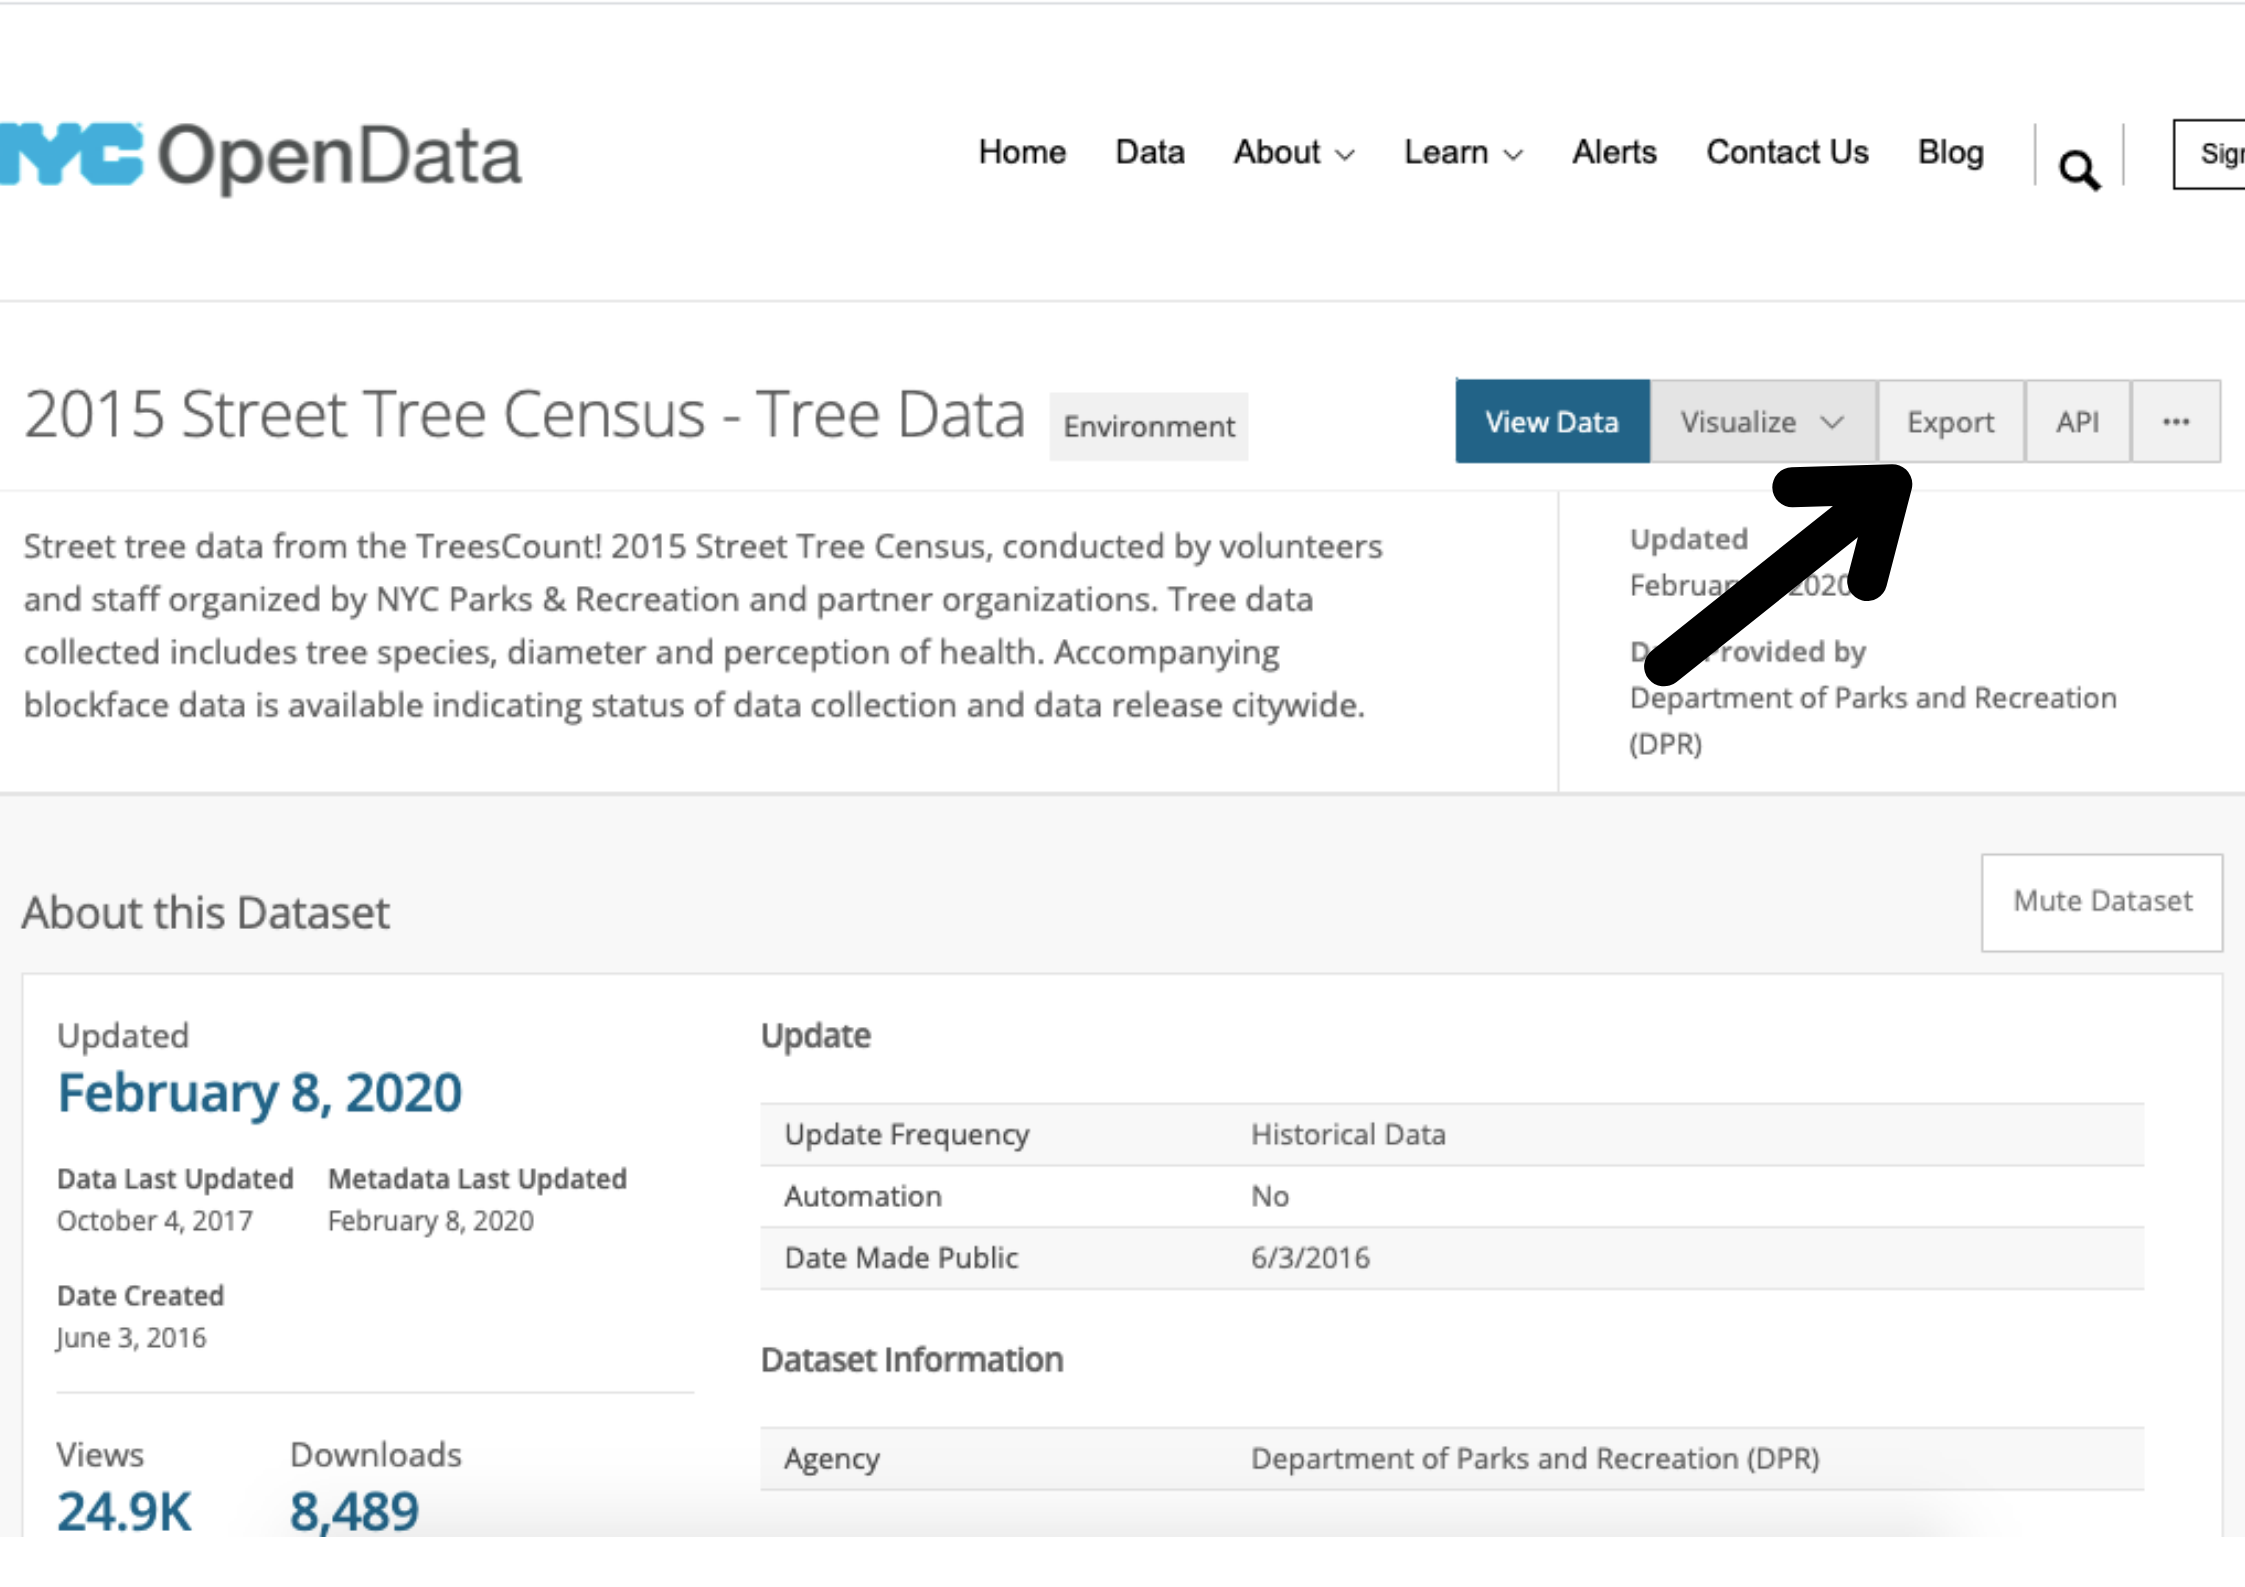 NYC OpenData
Home Data About Learn Alerts Contact Us Blog
2015 Street Tree Census - Tree Data Environment
View Data Visualize Export API ...
Street tree data from the TreesCount! 2015 Street Tree Census, conducted by volunteers
and staff organized by NYC Parks & Recreation and partner organizations. Tree data
collected includes tree species, diameter and perception of health. Accompanying
blockface data is available indicating status of data collection and data release citywide.
Updated
2020
Provided by
Department of Parks and Recreation
(DPR)
About this Dataset
Mute Dataset
Updated
February 8, 2020
Data Last Updated Metadata Last Updated
October 4, 2017 February 8, 2020
Date Created
June 3, 2016
Views Downloads
24.9K 8,489
Update
Update Frequency Historical Data
Automation No
Date Made Public 6/3/2016
Dataset Information
Agency Department of Parks and Recreation (DPR)